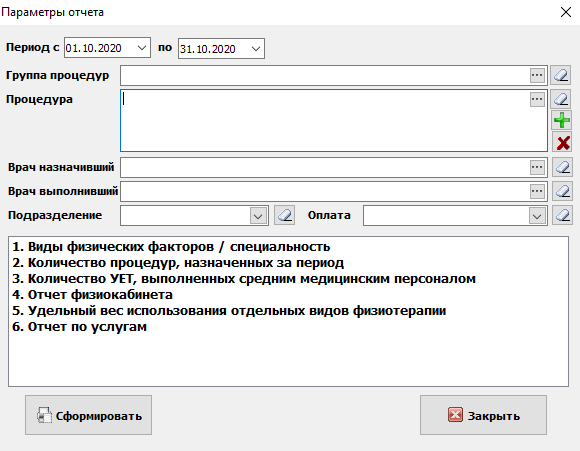 Параметры отчета
Период с 01.10.2020 по 31.10.2020
Группа процедур
Процедура
Врач назначивший
Врач выполнивший
Подразделение Оплата
1. Виды физических факторов / специальность
2. Количество процедур, назначенных за период
3. Количество УЕТ, выполненных средним медицинским персоналом
4. Отчет физиокабинета
5. Удельный вес использования отдельных видов физиотерапии
6. Отчет по услугам
Сформировать Закрыть